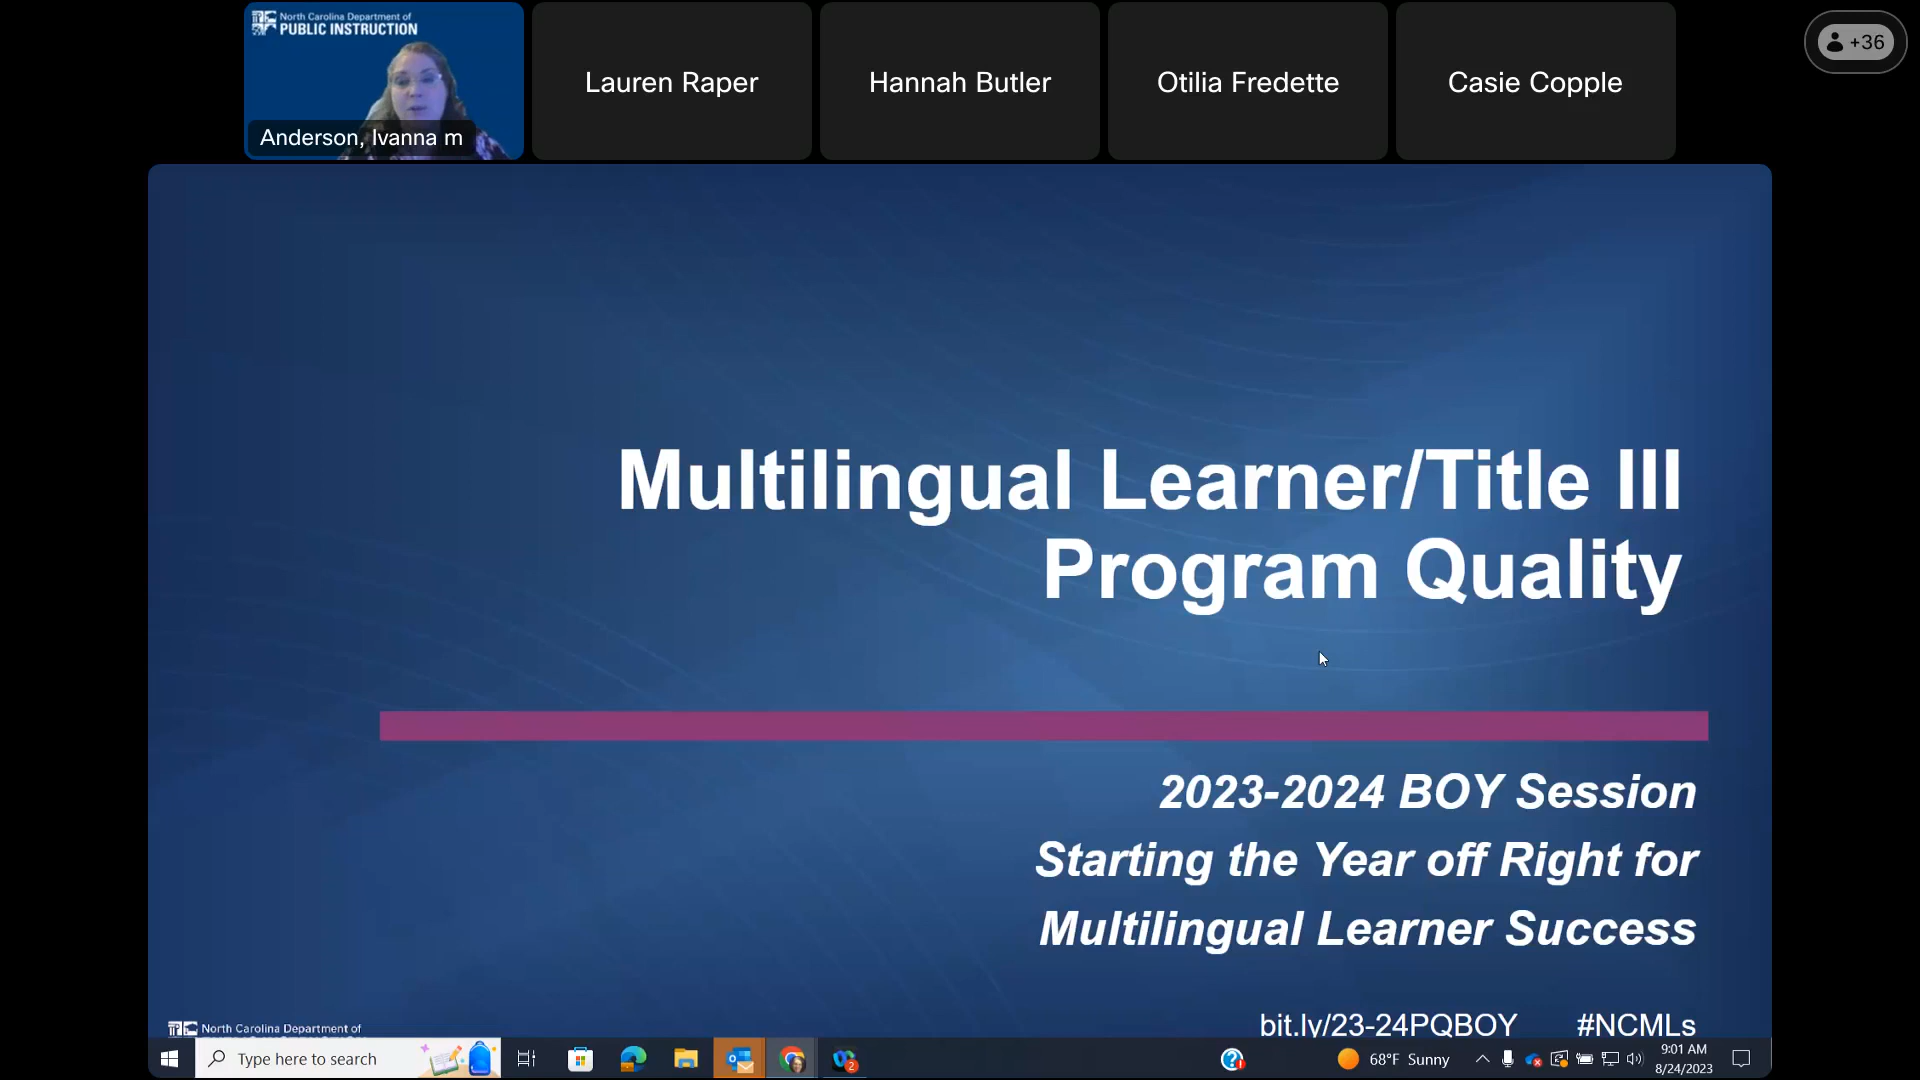 North Carolina Department of
PUBLIC INSTRUCTION
Anderson, Ivanna m
Lauren Raper
Hannah Butler
Otilia Fredette
Casie Copple
+36
Multilingual Learner/Title III
Program Quality
2023-2024 BOY Session
Starting the Year off Right for
Multilingual Learner Success
bit.ly/23-24PQBOY #NCMLs
North Carolina Department of
Type here to search
2
68°F Sunny
9:01 AM
8/24/2023